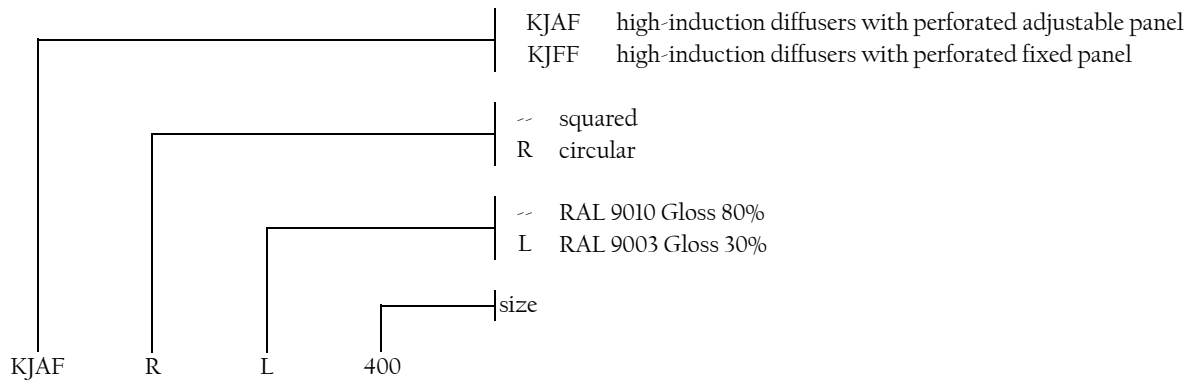 KJAF high-induction diffusers with perforated adjustable panel
KJFF high-induction diffusers with perforated fixed panel
-- squared
R circular
-- RAL 9010 Gloss 80%
L RAL 9003 Gloss 30%
size
KJAF R L 400